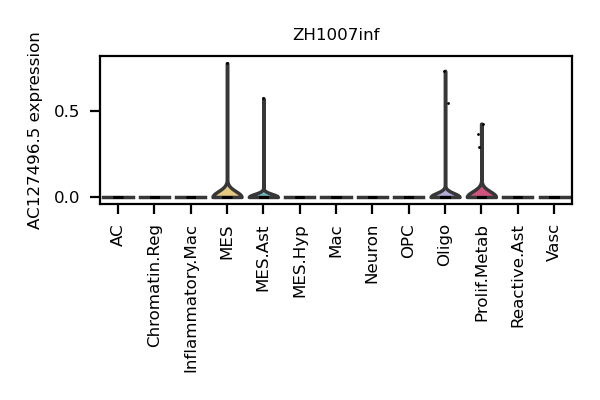 ZH1007inf
AC127496.5 expression
0.5
0.0
AC
Chromatin.Reg
Inflammatory.Mac
MES
MES.Ast
MES.Hyp
Mac
Neuron
OPC
Oligo
Prolif.Metab
Reactive.Ast
Vasc